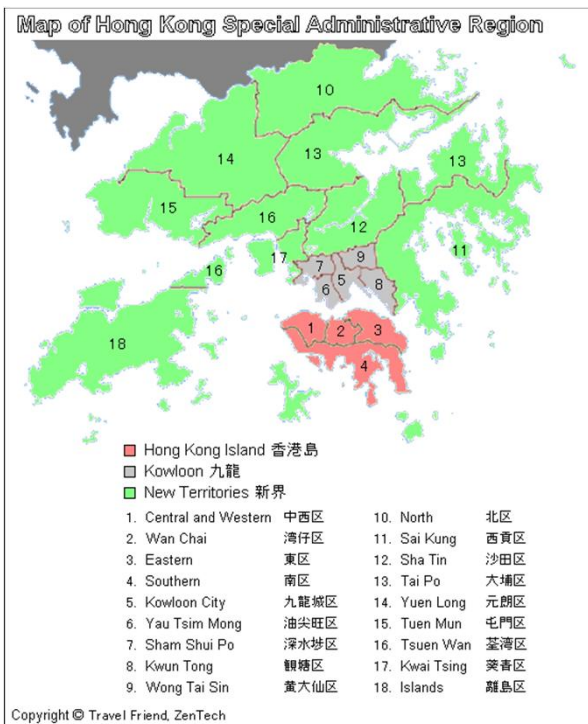 Map of Hong Kong Special Administrative Region
10
13
14
13
15
16
12
17
9
11
7
5
16
6
8
18
1
2
3
4
Hong Kong Island 香港島
Kowloon 九龍
New Territories 新界
1. Central and Western 中西区
2. Wan Chai 湾仔区
3. Eastern 東区
4. Southern 南区
5. Kowloon City 九龍城区
6. Yau Tsim Mong 油尖旺区
7. Sham Shui Po 深水埗区
8. Kwun Tong 観塘区
9. Wong Tai Sin 黄大仙区
10. North 北区
11. Sai Kung 西貢区
12. Sha Tin 沙田区
13. Tai Po 大埔区
14. Yuen Long 元朗区
15. Tuen Mun 屯門区
16. Tsuen Wan 荃湾区
17. Kwai Tsing 葵青区
18. Islands 離島区
Copyright © Travel Friend, ZenTech